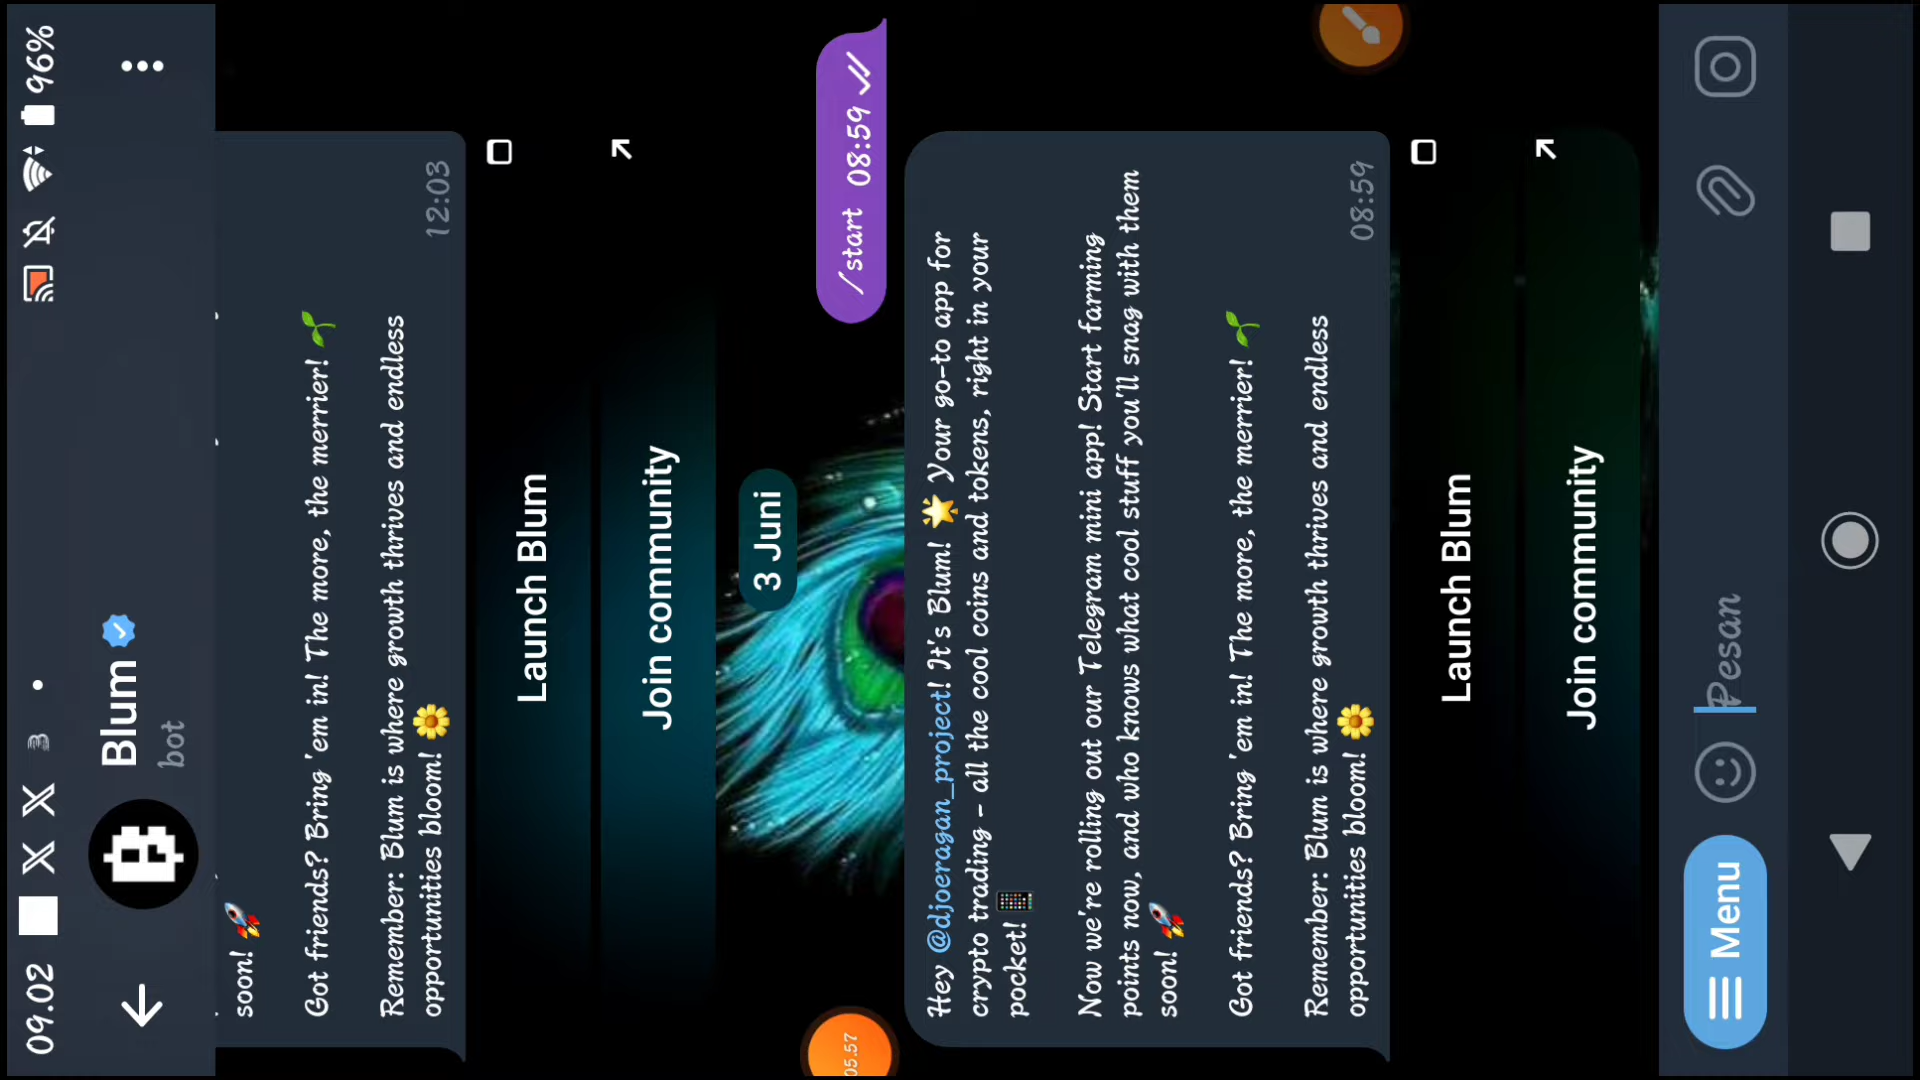 09.02
96%
Blum
bot
soon! 🚀
Got friends? Bring 'em in! The more, the merrier! 🌱
Remember: Blum is where growth thrives and endless
opportunities bloom! 🌼
12:03
Launch Blum
Join community
3 Juni
/start 08:59
Hey @djoeragan_project! It's Blum! 🌟 Your go-to app for
crypto trading - all the cool coins and tokens, right in your
pocket! 📱
Now we're rolling out our Telegram mini app! Start farming
points now, and who knows what cool stuff you'll snag with them
soon! 🚀
Got friends? Bring 'em in! The more, the merrier! 🌱
Remember: Blum is where growth thrives and endless
opportunities bloom! 🌼
08:59
Launch Blum
Join community
05.57
Menu
Pesan